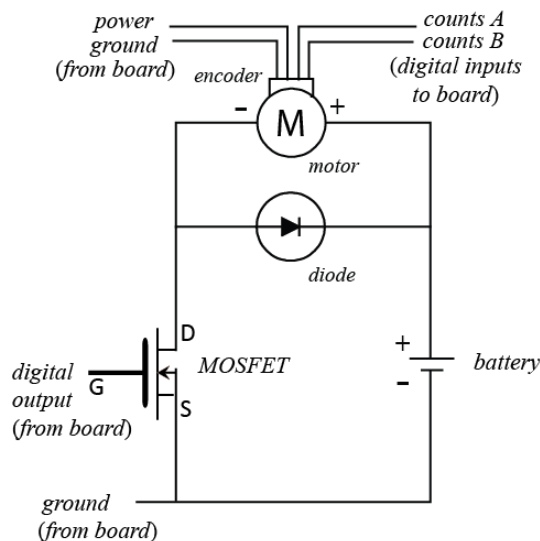 power
ground
(from board)
counts A
counts B
(digital inputs
to board)
encoder
- M +
motor
diode
D
MOSFET
G
S
digital
output
(from board)
+
-
battery
ground
(from board)